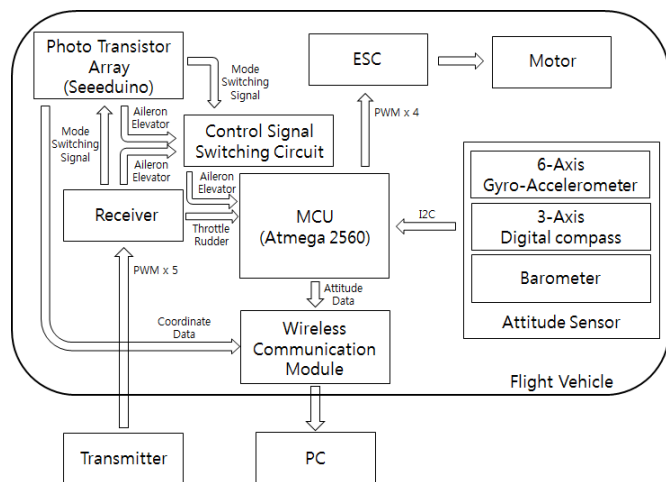 Photo Transistor
Array
(Seeeduino)
Mode
Switching
Signal
ESC
Motor
Aileron
Elevator
Mode
Switching
Signal
Aileron
Elevator
Control Signal
Switching Circuit
PWM x 4
Aileron
Elevator
Receiver
Throttle
Rudder
MCU
(Atmega 2560)
I2C
6-Axis
Gyro-Accelerometer
3-Axis
Digital compass
Barometer
Attitude Sensor
PWM x 5
Attitude
Data
Coordinate
Data
Wireless
Communication
Module
Flight Vehicle
Transmitter
PC